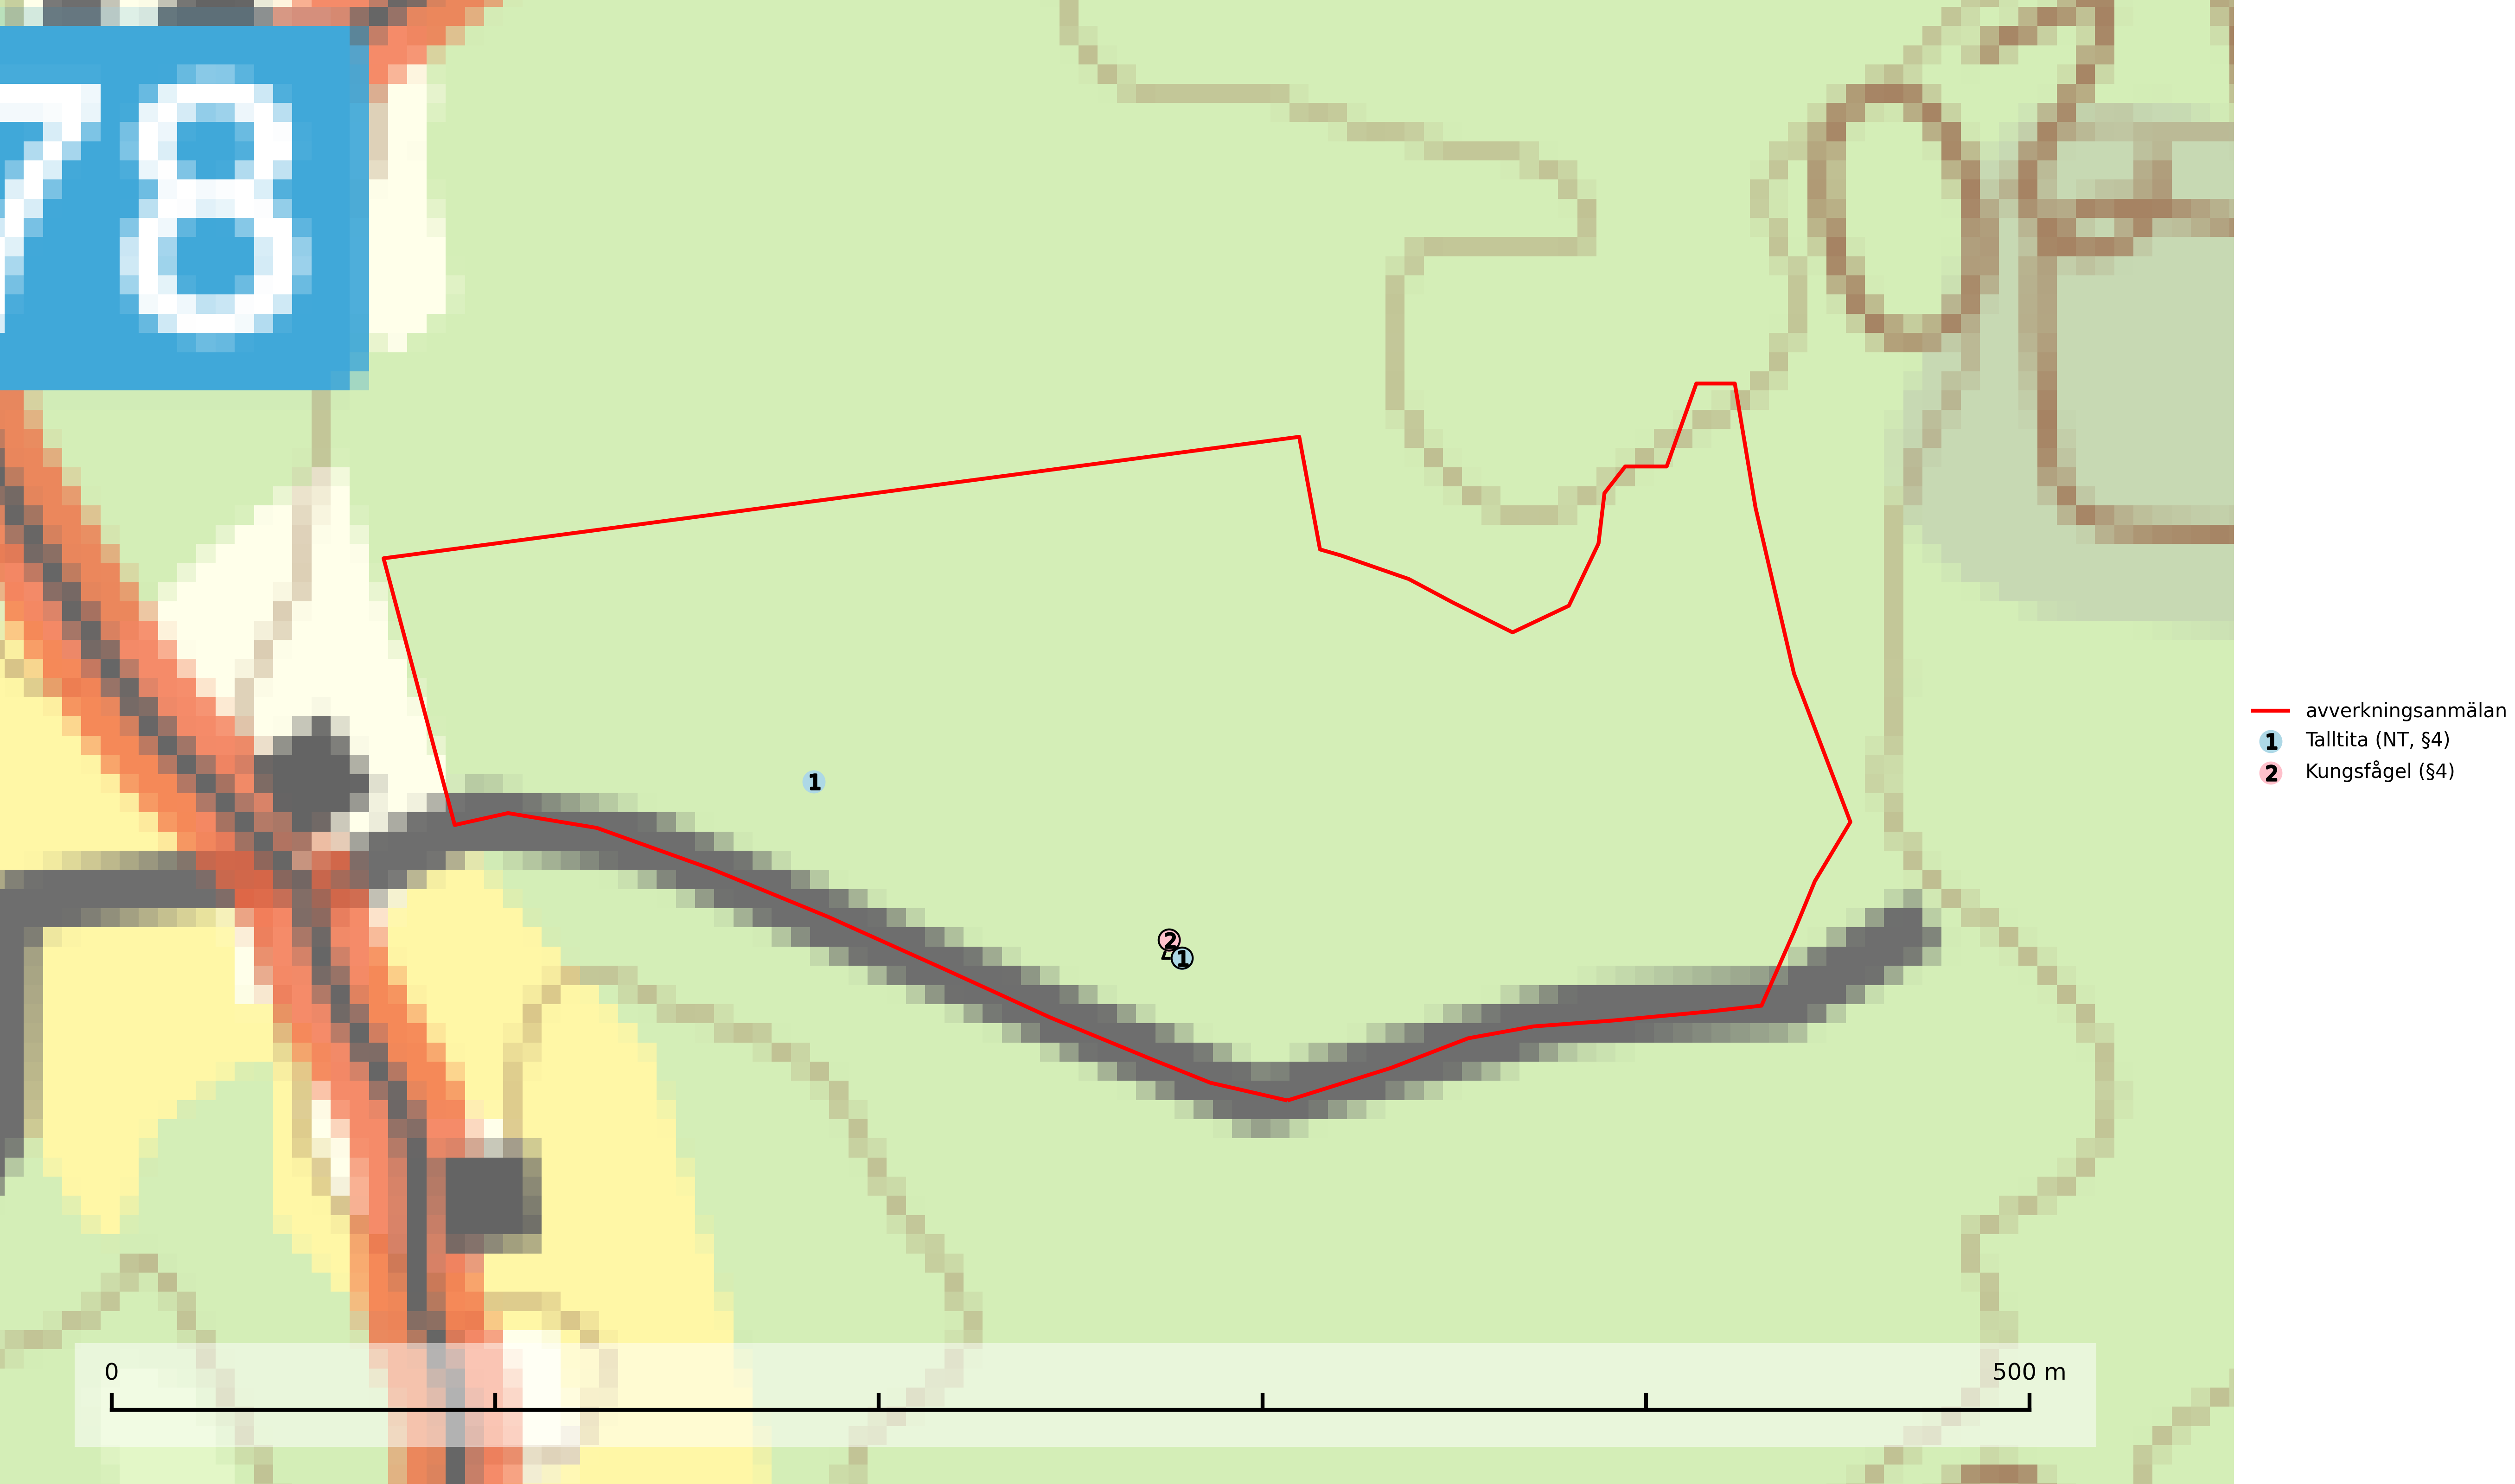 78
avverkningsanmälan
1 Talltita (NT, §4)
2 Kungsfågel (§4)
1
2
1
0 500 m